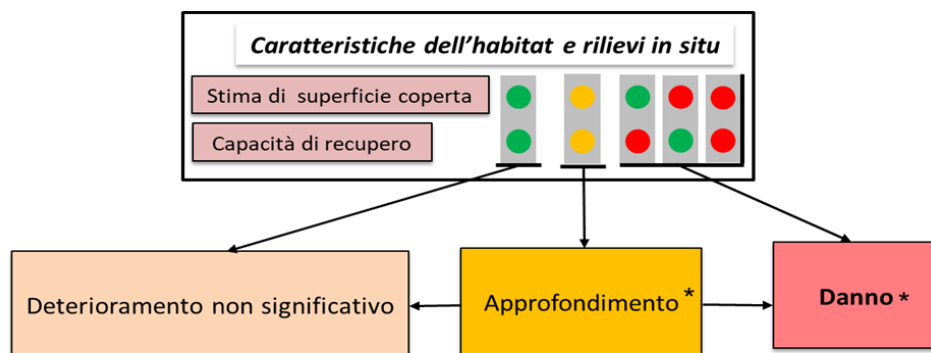 Caratteristiche dell'habitat e rilievi in situ
Stima di superficie coperta
Capacità di recupero
Deterioramento non significativo
Approfondimento*
Danno*